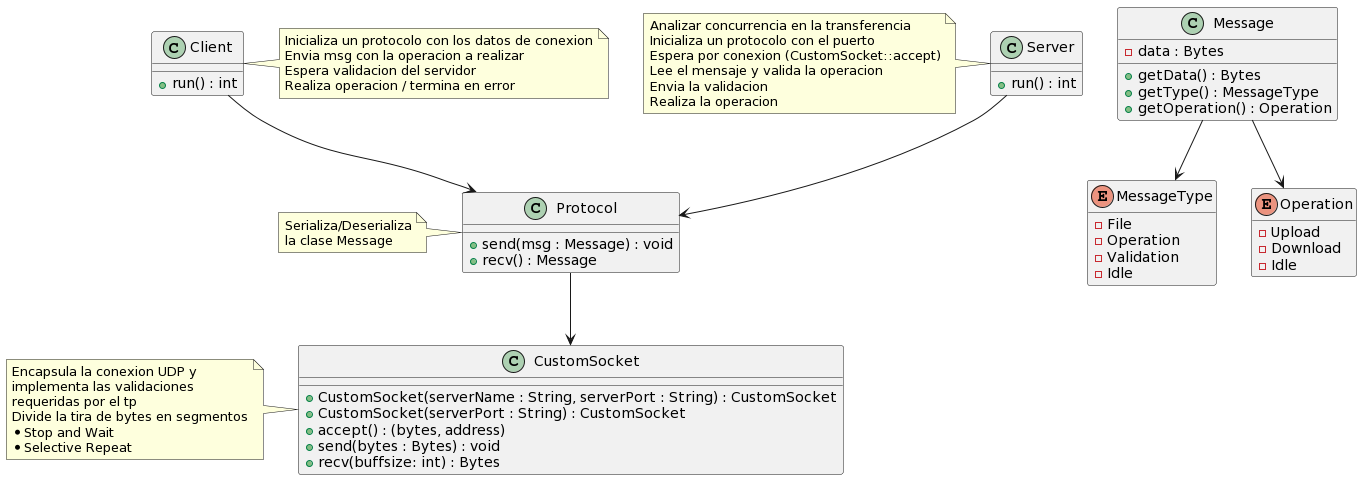 C Client
run() : int
Inicializa un protocolo con los datos de conexion
Envia msg con la operacion a realizar
Espera validacion del servidor
Realiza operacion / termina en error
Analizar concurrencia en la transferencia
Inicializa un protocolo con el puerto
Espera por conexion (CustomSocket::accept)
Lee el mensaje y valida la operacion
Envia la validacion
Realiza la operacion
C Server
run() : int
C Message
data : Bytes
getData() : Bytes
getType() : MessageType
getOperation() : Operation
Serializa/Deserializa
la clase Message
C Protocol
send(msg : Message) : void
recv() : Message
E MessageType
File
Operation
Validation
Idle
E Operation
Upload
Download
Idle
Encapsula la conexion UDP y
implementa las validaciones
requeridas por el tp
Divide la tira de bytes en segmentos
• Stop and Wait
• Selective Repeat
C CustomSocket
CustomSocket(serverName : String, serverPort : String) : CustomSocket
CustomSocket(serverPort : String) : CustomSocket
accept() : (bytes, address)
send(bytes : Bytes) : void
recv(buffsize: int) : Bytes